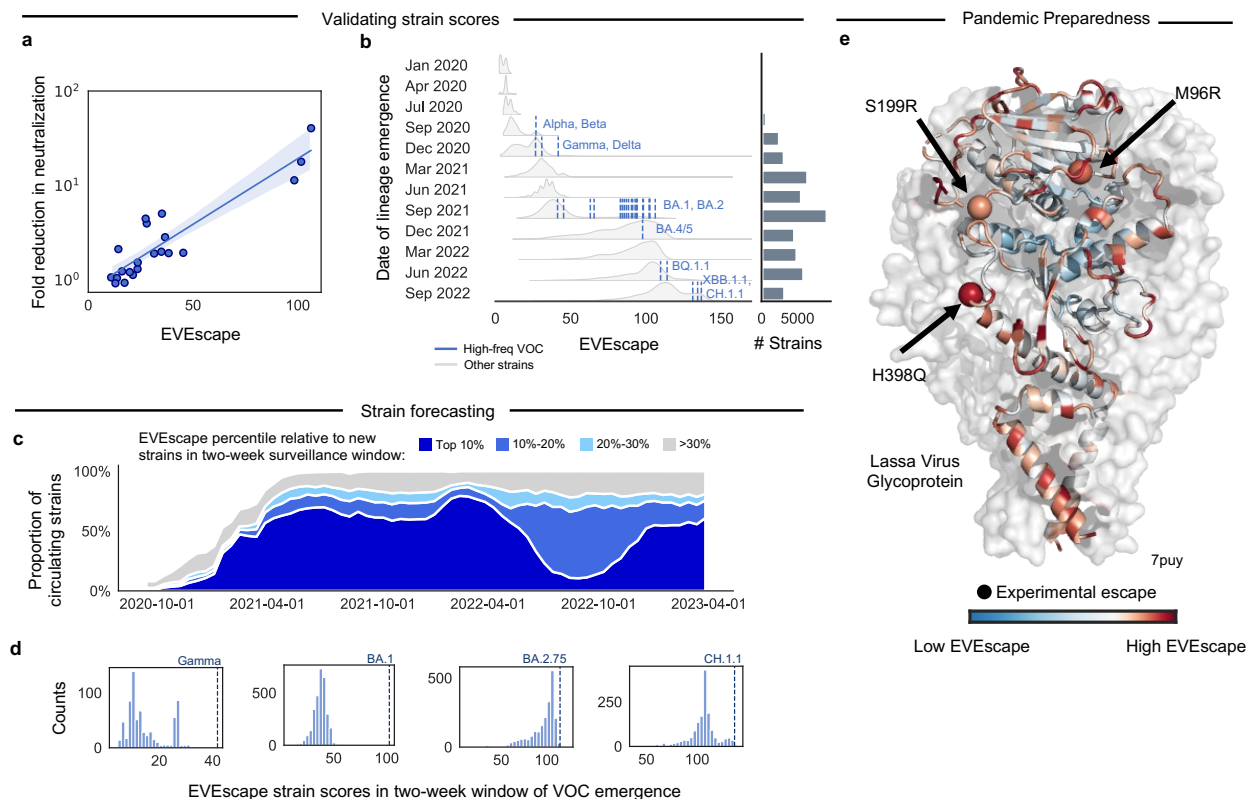 Validating strain scores
Pandemic Preparedness
a
Fold reduction in neutralization
10²
10¹
10⁰
0
50
100
EVEscape
b
Date of lineage emergence
Jan 2020
Apr 2020
Jul 2020
Sep 2020
Dec 2020
Mar 2021
Jun 2021
Sep 2021
Dec 2021
Mar 2022
Jun 2022
Sep 2022
Alpha, Beta
Gamma, Delta
BA.1, BA.2
BA.4/5
BQ.1.1
XBB.1.1,
CH.1.1
0
50
100
150
EVEscape
0
5000
# Strains
High-freq VOC
Other strains
e
S199R
M96R
H398Q
Lassa Virus
Glycoprotein
7puy
Experimental escape
Low EVEscape
High EVEscape
Strain forecasting
c
EVEscape percentile relative to new
strains in two-week surveillance window:
Top 10%
10%-20%
20%-30%
>30%
Proportion of
circulating strains
100%
50%
0%
2020-10-01
2021-04-01
2021-10-01
2022-04-01
2022-10-01
2023-04-01
d
Counts
Gamma
100
0
20
40
BA.1
500
0
50
100
BA.2.75
500
0
50
100
CH.1.1
250
0
50
100
EVEscape strain scores in two-week window of VOC emergence